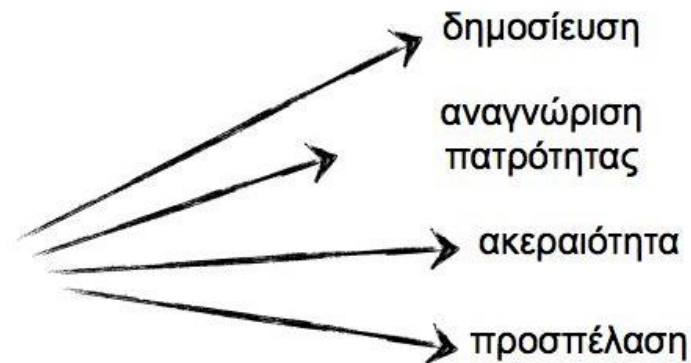 δημοσίευση
αναγνώριση
πατρότητας
ακεραιότητα
προσπέλαση